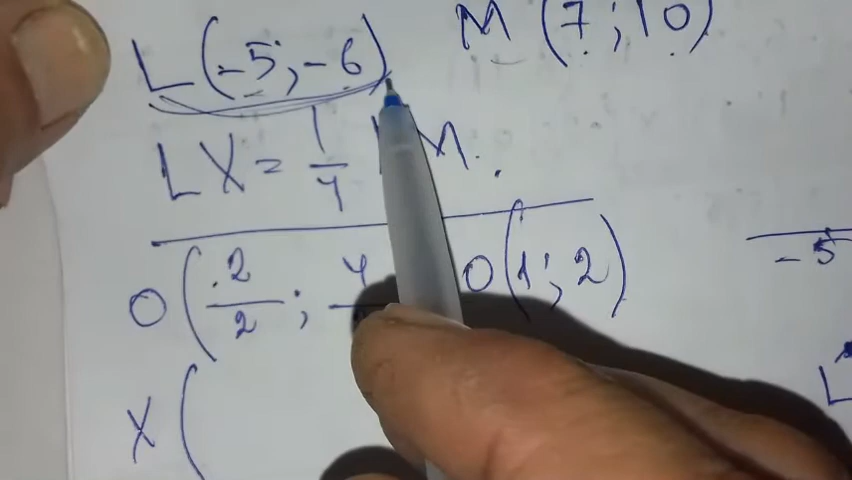 L(-5;-6) M(7;10)
LX = 1/4 M.
O(2/2; 4 O(1;2)
-5
X( L